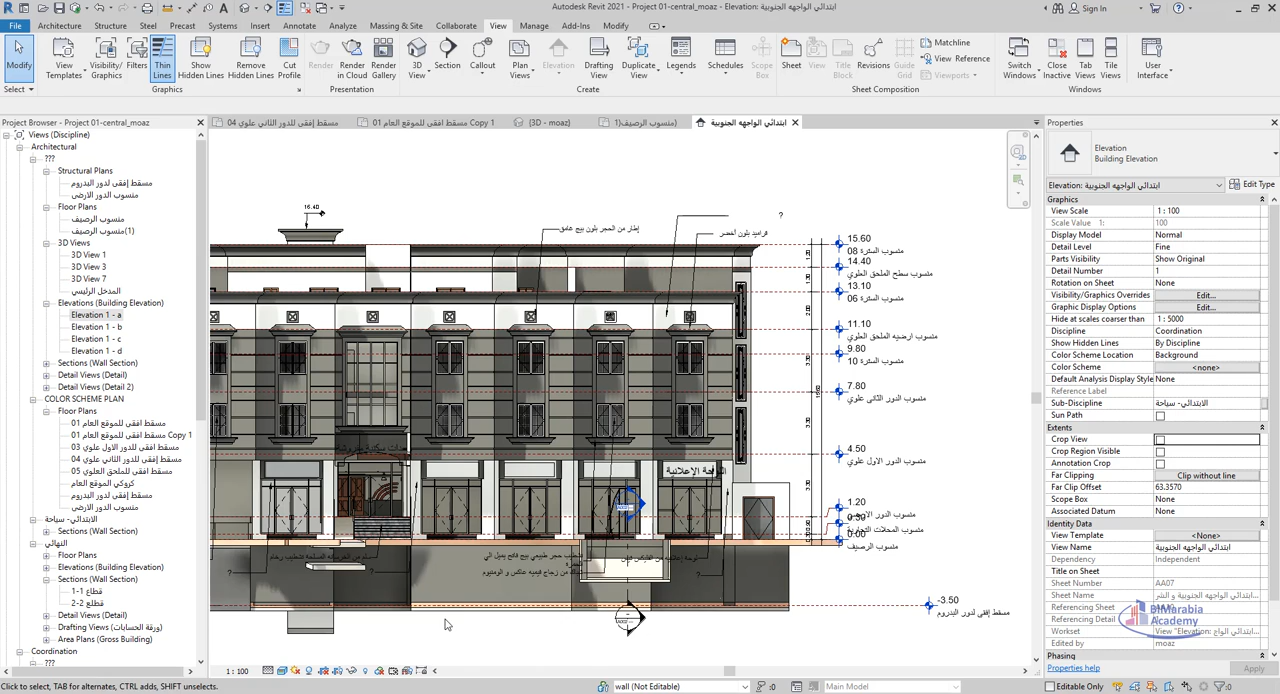 Autodesk Revit 2021 - Project 01-central_moaz - Elevation: ابتدائي الواجهه الجنوبية
Sign In
File Architecture Structure Steel Precast Systems Insert Annotate Analyze Massing & Site Collaborate View Manage Add-Ins Modify
Modify View Templates Visibility/ Graphics Filters Thin Lines Show Hidden Lines Remove Hidden Lines Cut Profile Render Render in Cloud Render Gallery 3D View Section Callout Plan Views Elevation Drafting View Duplicate View Legends Schedules Scope Box Sheet View Title Block Revisions Guide Grid Matchline View Reference Viewports Switch Windows Close Inactive Tab Views Tile Views User Interface
Select Graphics Presentation Create Sheet Composition Windows
Project Browser - Project 01-central_moaz
مسقط إفقى للدور الثاني علوي 04
مسقط افقى للموقع العام 01 Copy 1
{3D - moaz}
منسوب الرصيف(1)
ابتدائي الواجهه الجنوبية
Views (Discipline)
Architectural
???
Structural Plans
مسقط إفقى لدور البدروم
منسوب الدور الارضى
Floor Plans
منسوب الرصيف
منسوب الرصيف(1)
3D Views
3D View 1
3D View 3
3D View 7
المدخل الرئيسي
Elevations (Building Elevation)
Elevation 1 - a
Elevation 1 - b
Elevation 1 - c
Elevation 1 - d
Sections (Wall Section)
Detail Views (Detail)
Detail Views (Detail 2)
COLOR SCHEME PLAN
Floor Plans
مسقط افقى للموقع العام 01
مسقط افقى للموقع العام 01 Copy 1
مسقط افقى للدور الاول علوي 03
مسقط إفقى للدور الثاني علوي 04
مسقط افقى للملحق العلوي 05
كروكي الموقع العام
مسقط إفقى لدور البدروم
منسوب الدور الارضى
الابتدائي- سياحة
Sections (Wall Section)
النهائي
Floor Plans
Elevations (Building Elevation)
Sections (Wall Section)
قطاع 1-1
قطاع 2-2
Detail Views (Detail)
Drafting Views (ورقة الحسابات)
Area Plans (Gross Building)
Coordination
???
16.40
إطار من الحجر بلون بيج غامق
?
قراميد بلون أخضر
اللوحة الإعلانية
?
?
?
15.60
منسوب السترة 08
14.40
منسوب سطح الملحق العلوي
13.10
منسوب السترة 06
11.10
منسوب ارضيه الملحق العلوي
9.80
منسوب السترة 10
7.80
منسوب الدور الثانى علوي
4.50
منسوب الدور الاول علوي
1.20
0.00
منسوب المحلات التجارية
منسوب الرصيف
-3.50
مسقط إفقى لدور البدروم
1 : 100
Properties
Elevation
Building Elevation
Elevation: ابتدائي الواجهه الجنوبية
Edit Type
Graphics
View Scale 1 : 100
Scale Value 1: 100
Display Model Normal
Detail Level Fine
Parts Visibility Show Original
Detail Number 1
Rotation on Sheet None
Visibility/Graphics Overrides Edit...
Graphic Display Options Edit...
Hide at scales coarser than 1 : 5000
Discipline Coordination
Show Hidden Lines By Discipline
Color Scheme Location Background
Color Scheme <none>
Default Analysis Display Style None
Reference Label
Sub-Discipline الابتدائي- سياحة
Sun Path
Extents
Crop View
Crop Region Visible
Annotation Crop
Far Clipping Clip without line
Far Clip Offset 63.3570
Scope Box None
Associated Datum None
Identity Data
View Template <None>
View Name ابتدائي الواجهه الجنوبية
Dependency Independent
Title on Sheet
Sheet Number AA07
Sheet Name
Referencing Sheet
Referencing Detail
Workset
Edited by moaz
Phasing
BIMarabia Academy
Properties help
Apply
Click to select, TAB for alternates, CTRL adds, SHIFT unselects.
wall (Not Editable)
:0
Main Model
Editable Only
:0